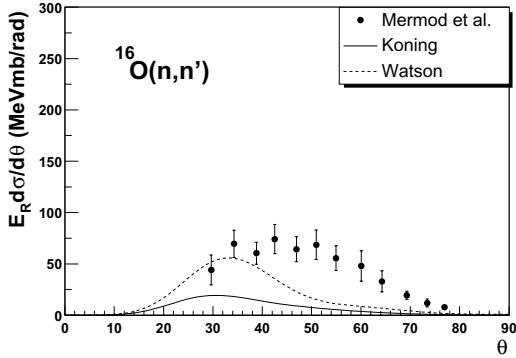 Mermod et al.
Koning
Watson
¹⁶O(n,n')
E_R dσ/dθ (MeVmb/rad)
300
250
200
150
100
50
0
0 10 20 30 40 50 60 70 80 90
θ